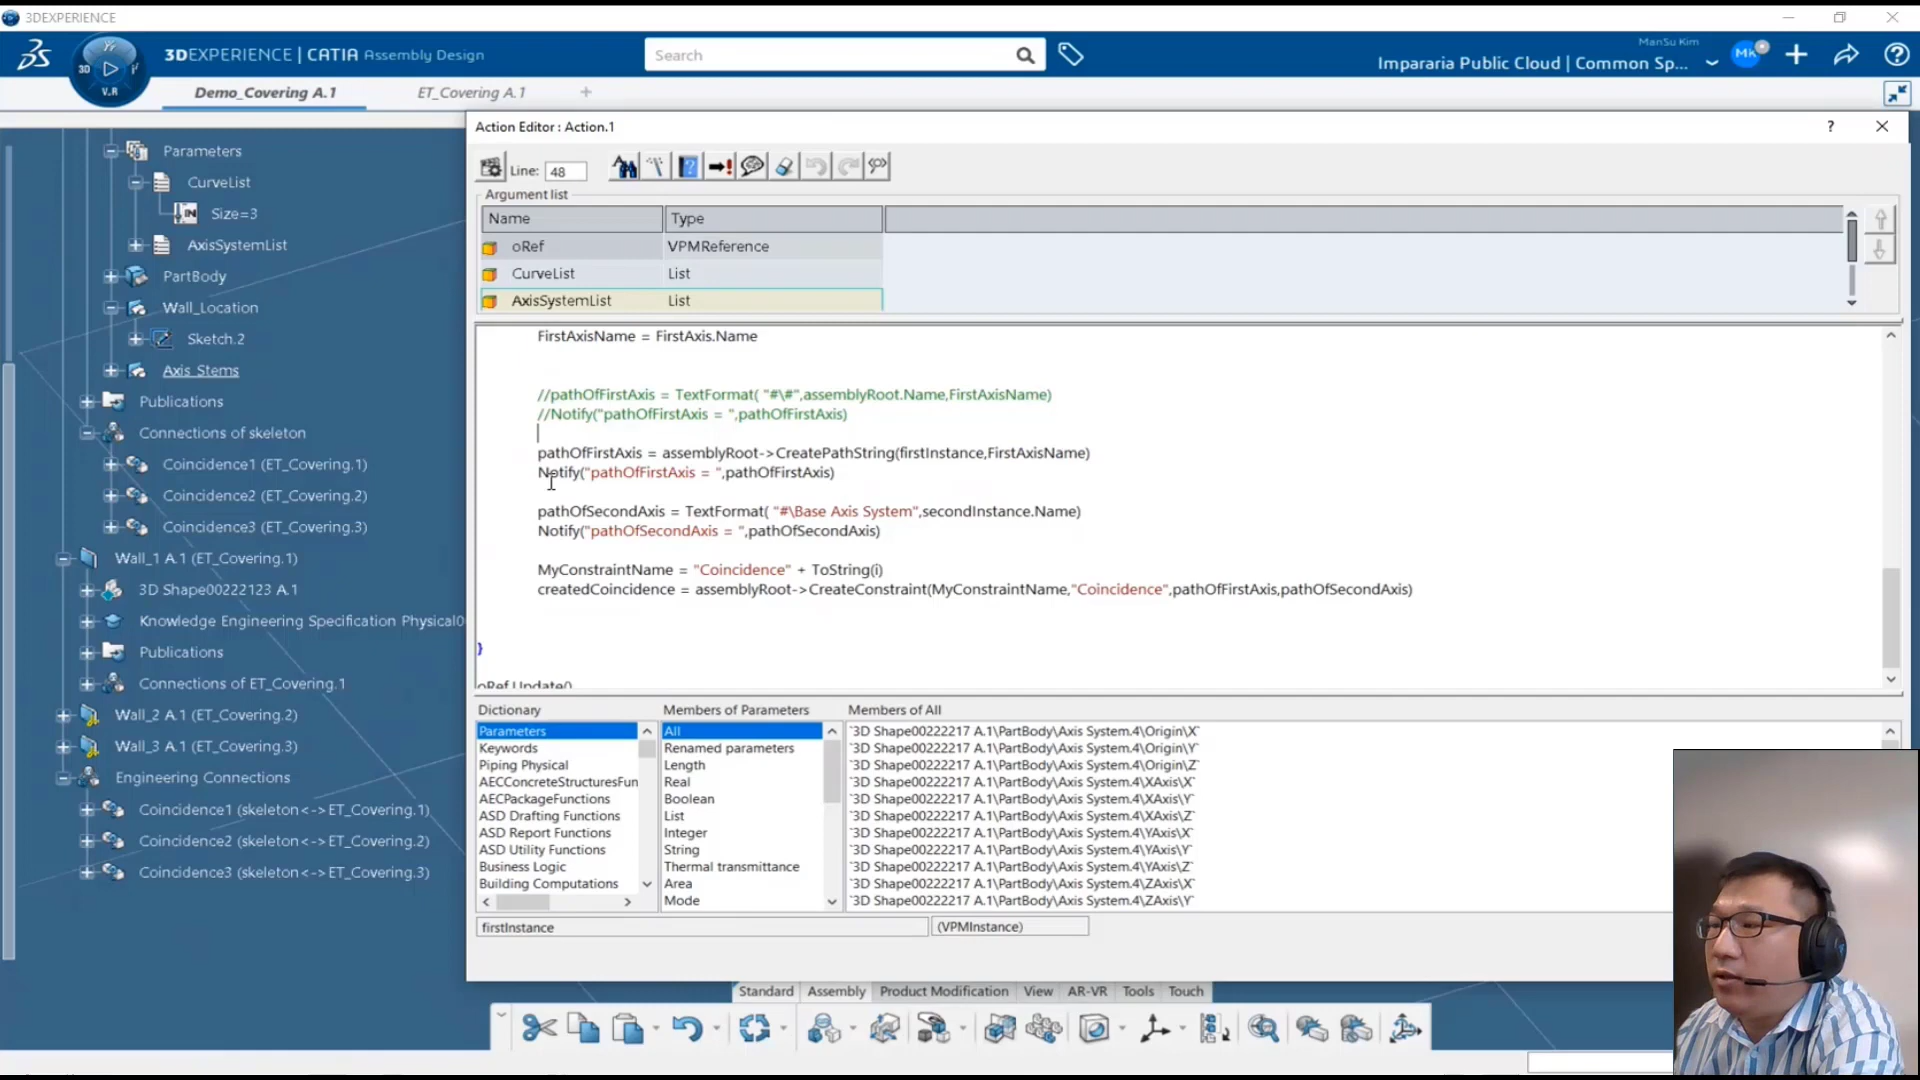 3DEXPERIENCE
3DEXPERIENCE | CATIA Assembly Design
3D
V.R
Search
ManSu Kim
Impararia Public Cloud | Common Sp...
MK
Demo_Covering A.1
ET_Covering A.1
Parameters
CurveList
Size=3
AxisSystemList
PartBody
Wall_Location
Sketch.2
Axis_Stems
Publications
Connections of skeleton
Coincidence1 (ET_Covering.1)
Coincidence2 (ET_Covering.2)
Coincidence3 (ET_Covering.3)
Wall_1 A.1 (ET_Covering.1)
3D Shape00222123 A.1
Knowledge Engineering Specification Physical0
Publications
Connections of ET_Covering.1
Wall_2 A.1 (ET_Covering.2)
Wall_3 A.1 (ET_Covering.3)
Engineering Connections
Coincidence1 (skeleton<->ET_Covering.1)
Coincidence2 (skeleton<->ET_Covering.2)
Coincidence3 (skeleton<->ET_Covering.3)
Action Editor : Action.1
Line: 48
Argument list
Name Type
oRef VPMReference
CurveList List
AxisSystemList List
FirstAxisName = FirstAxis.Name
//pathOfFirstAxis = TextFormat( "#\#",assemblyRoot.Name,FirstAxisName)
//Notify("pathOfFirstAxis = ",pathOfFirstAxis)
pathOfFirstAxis = assemblyRoot->CreatePathString(firstInstance,FirstAxisName)
Notify("pathOfFirstAxis = ",pathOfFirstAxis)
pathOfSecondAxis = TextFormat( "#\Base Axis System",secondInstance.Name)
Notify("pathOfSecondAxis = ",pathOfSecondAxis)
MyConstraintName = "Coincidence" + ToString(i)
createdCoincidence = assemblyRoot->CreateConstraint(MyConstraintName,"Coincidence",pathOfFirstAxis,pathOfSecondAxis)
}
oRef.Update()
Dictionary
Parameters
Keywords
Piping Physical
AECConcreteStructuresFun
AECPackageFunctions
ASD Drafting Functions
ASD Report Functions
ASD Utility Functions
Business Logic
Building Computations
Members of Parameters
All
Renamed parameters
Length
Real
Boolean
List
Integer
String
Thermal transmittance
Area
Mode
Members of All
`3D Shape00222217 A.1\PartBody\Axis System.4\Origin\X`
`3D Shape00222217 A.1\PartBody\Axis System.4\Origin\Y`
`3D Shape00222217 A.1\PartBody\Axis System.4\Origin\Z`
`3D Shape00222217 A.1\PartBody\Axis System.4\XAxis\X`
`3D Shape00222217 A.1\PartBody\Axis System.4\XAxis\Y`
`3D Shape00222217 A.1\PartBody\Axis System.4\XAxis\Z`
`3D Shape00222217 A.1\PartBody\Axis System.4\YAxis\X`
`3D Shape00222217 A.1\PartBody\Axis System.4\YAxis\Y`
`3D Shape00222217 A.1\PartBody\Axis System.4\YAxis\Z`
`3D Shape00222217 A.1\PartBody\Axis System.4\ZAxis\X`
`3D Shape00222217 A.1\PartBody\Axis System.4\ZAxis\Y`
firstInstance (VPMInstance)
Standard Assembly Product Modification View AR-VR Tools Touch